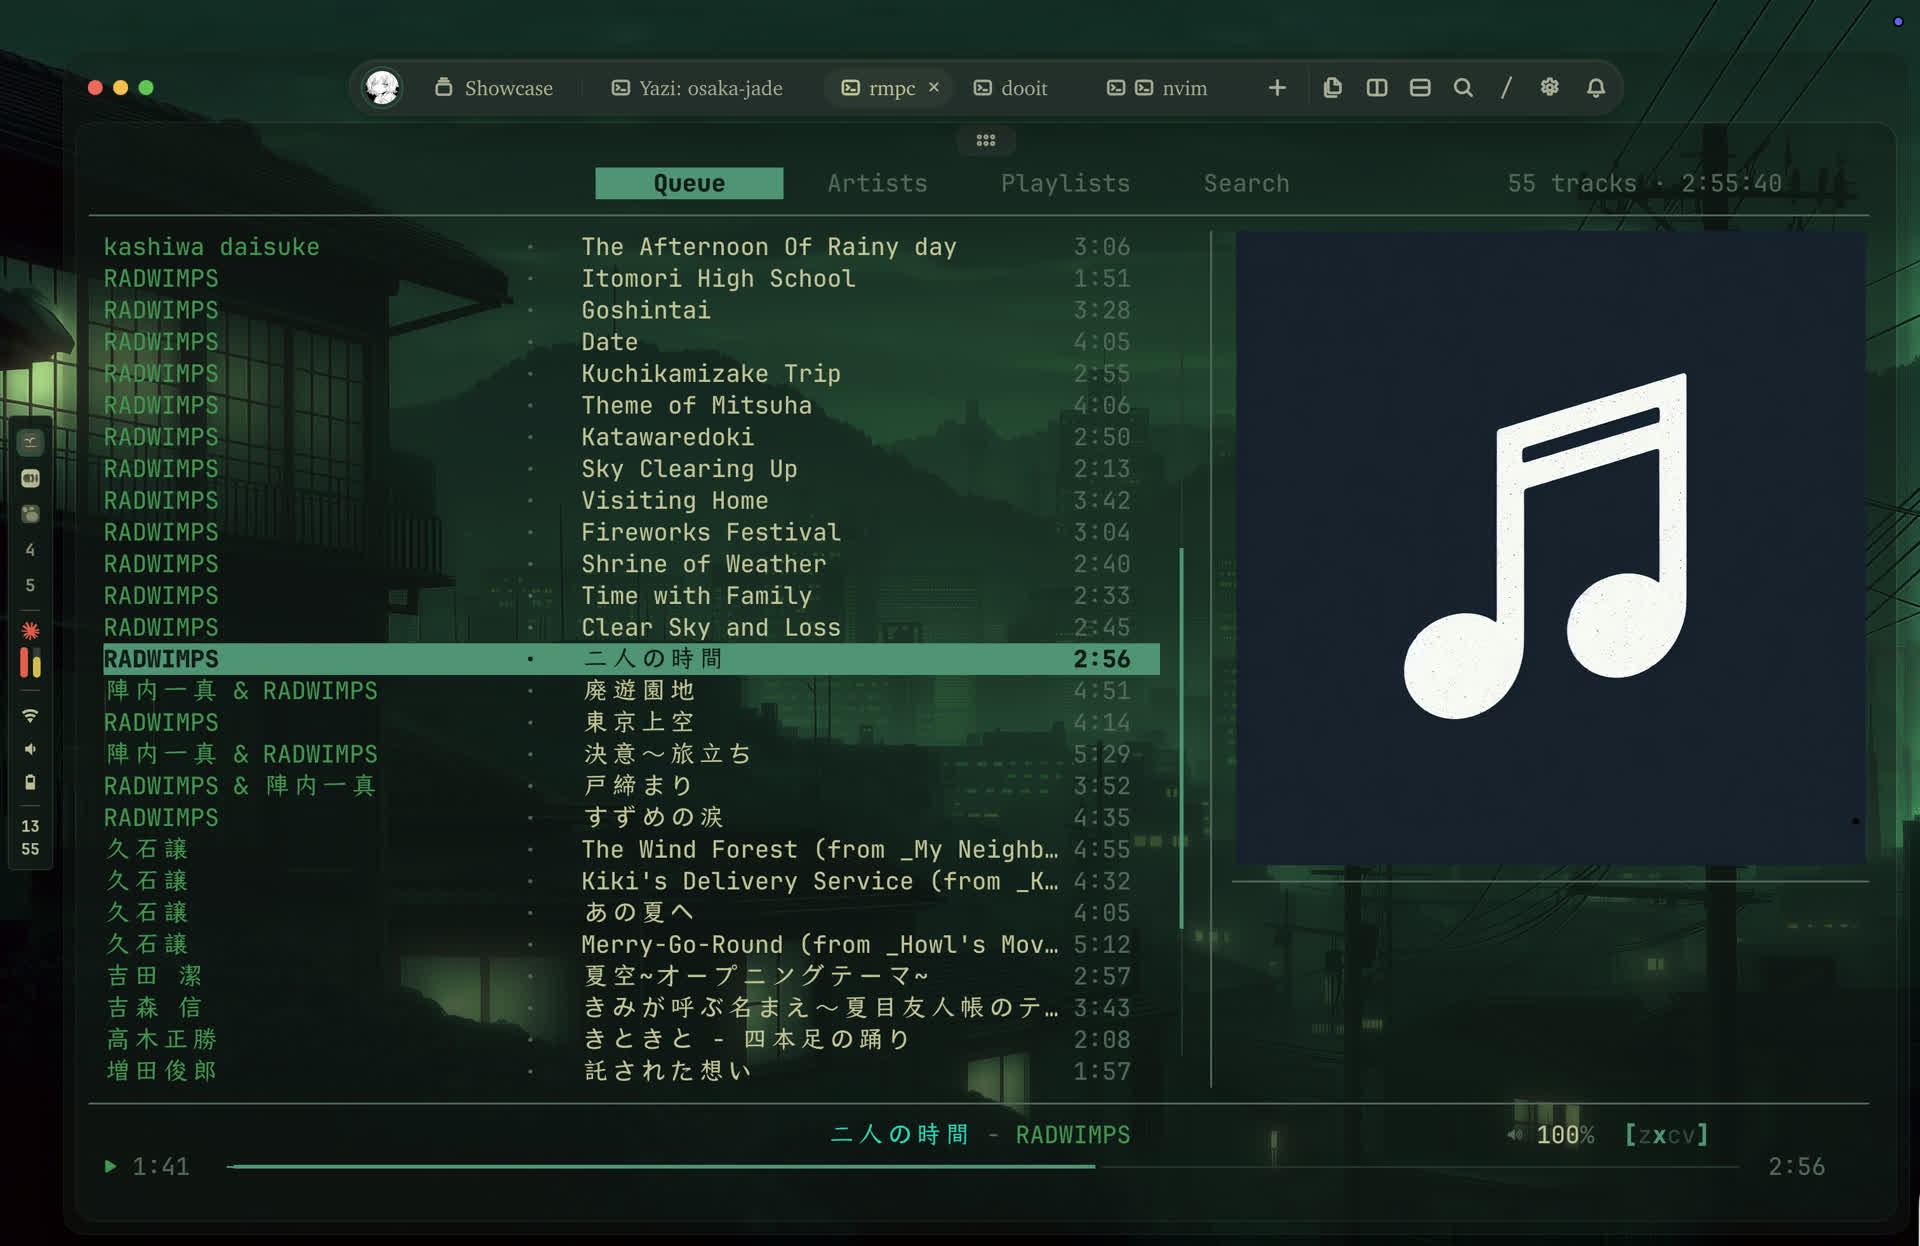 Showcase Yazi: osaka-jade rmpc × dooit nvim + /
Queue Artists Playlists Search 55 tracks · 2:55:40
kashiwa daisuke · The Afternoon Of Rainy day 3:06
RADWIMPS · Itomori High School 1:51
RADWIMPS · Goshintai 3:28
RADWIMPS · Date 4:05
RADWIMPS · Kuchikamizake Trip 2:55
RADWIMPS · Theme of Mitsuha 4:06
RADWIMPS · Katawaredoki 2:50
RADWIMPS · Sky Clearing Up 2:13
RADWIMPS · Visiting Home 3:42
RADWIMPS · Fireworks Festival 3:04
RADWIMPS · Shrine of Weather 2:40
RADWIMPS · Time with Family 2:33
RADWIMPS · Clear Sky and Loss 2:45
RADWIMPS · 二人の時間 2:56
陣内一真 & RADWIMPS · 廃遊園地 4:51
RADWIMPS · 東京上空 4:14
陣内一真 & RADWIMPS · 決意～旅立ち 5:29
RADWIMPS & 陣内一真 · 戸締まり 3:52
RADWIMPS · すずめの涙 4:35
久石譲 · The Wind Forest (from _My Neighb… 4:55
久石譲 · Kiki's Delivery Service (from _K… 4:32
久石譲 · あの夏へ 4:05
久石譲 · Merry-Go-Round (from _Howl's Mov… 5:12
吉田 潔 · 夏空~オープニングテーマ~ 2:57
吉森 信 · きみが呼ぶ名まえ～夏目友人帳のテ… 3:43
高木正勝 · きときと - 四本足の踊り 2:08
増田俊郎 · 託された想い 1:57
4
5
13
55
二人の時間 - RADWIMPS 100% [zxcv]
1:41 2:56